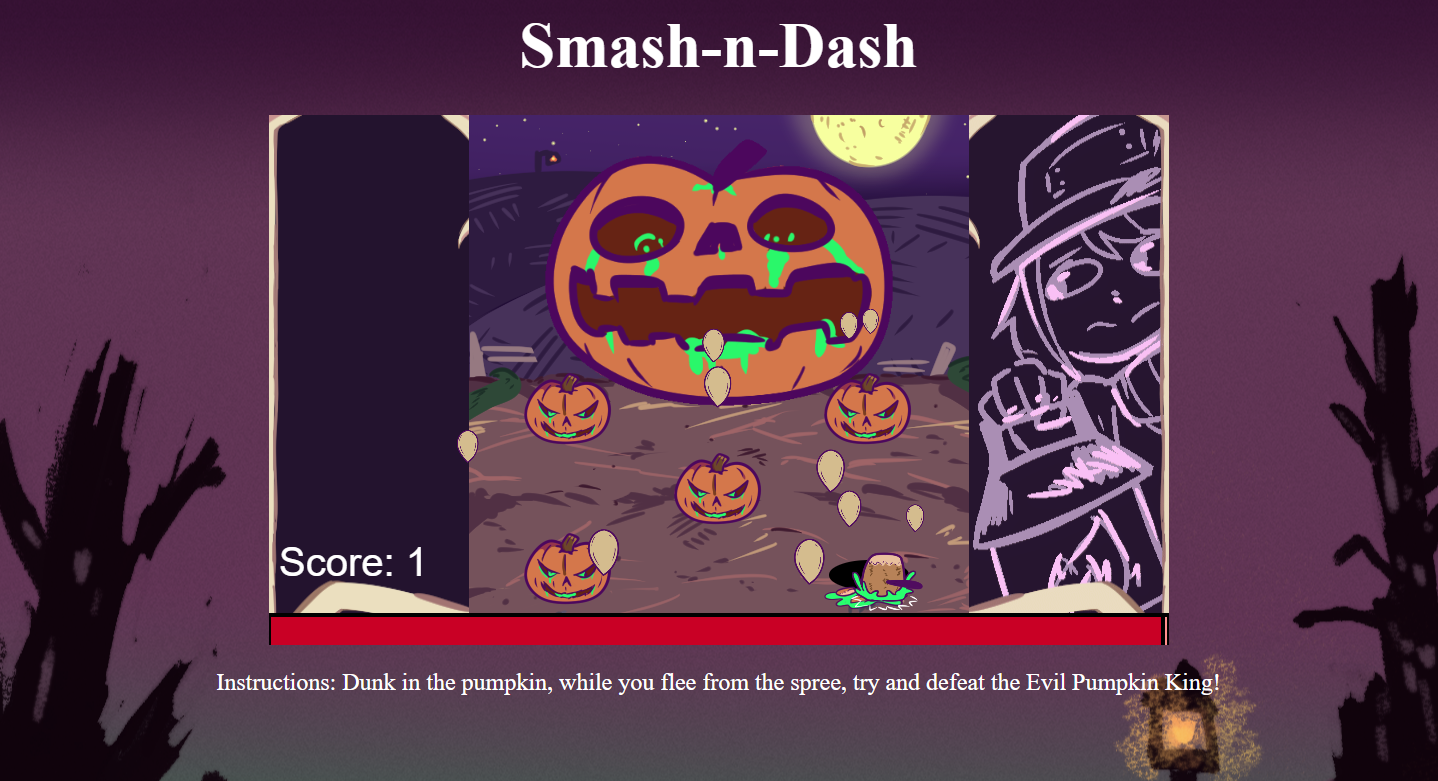 Smash-n-Dash
Score: 1
Instructions: Dunk in the pumpkin, while you flee from the spree, try and defeat the Evil Pumpkin King!